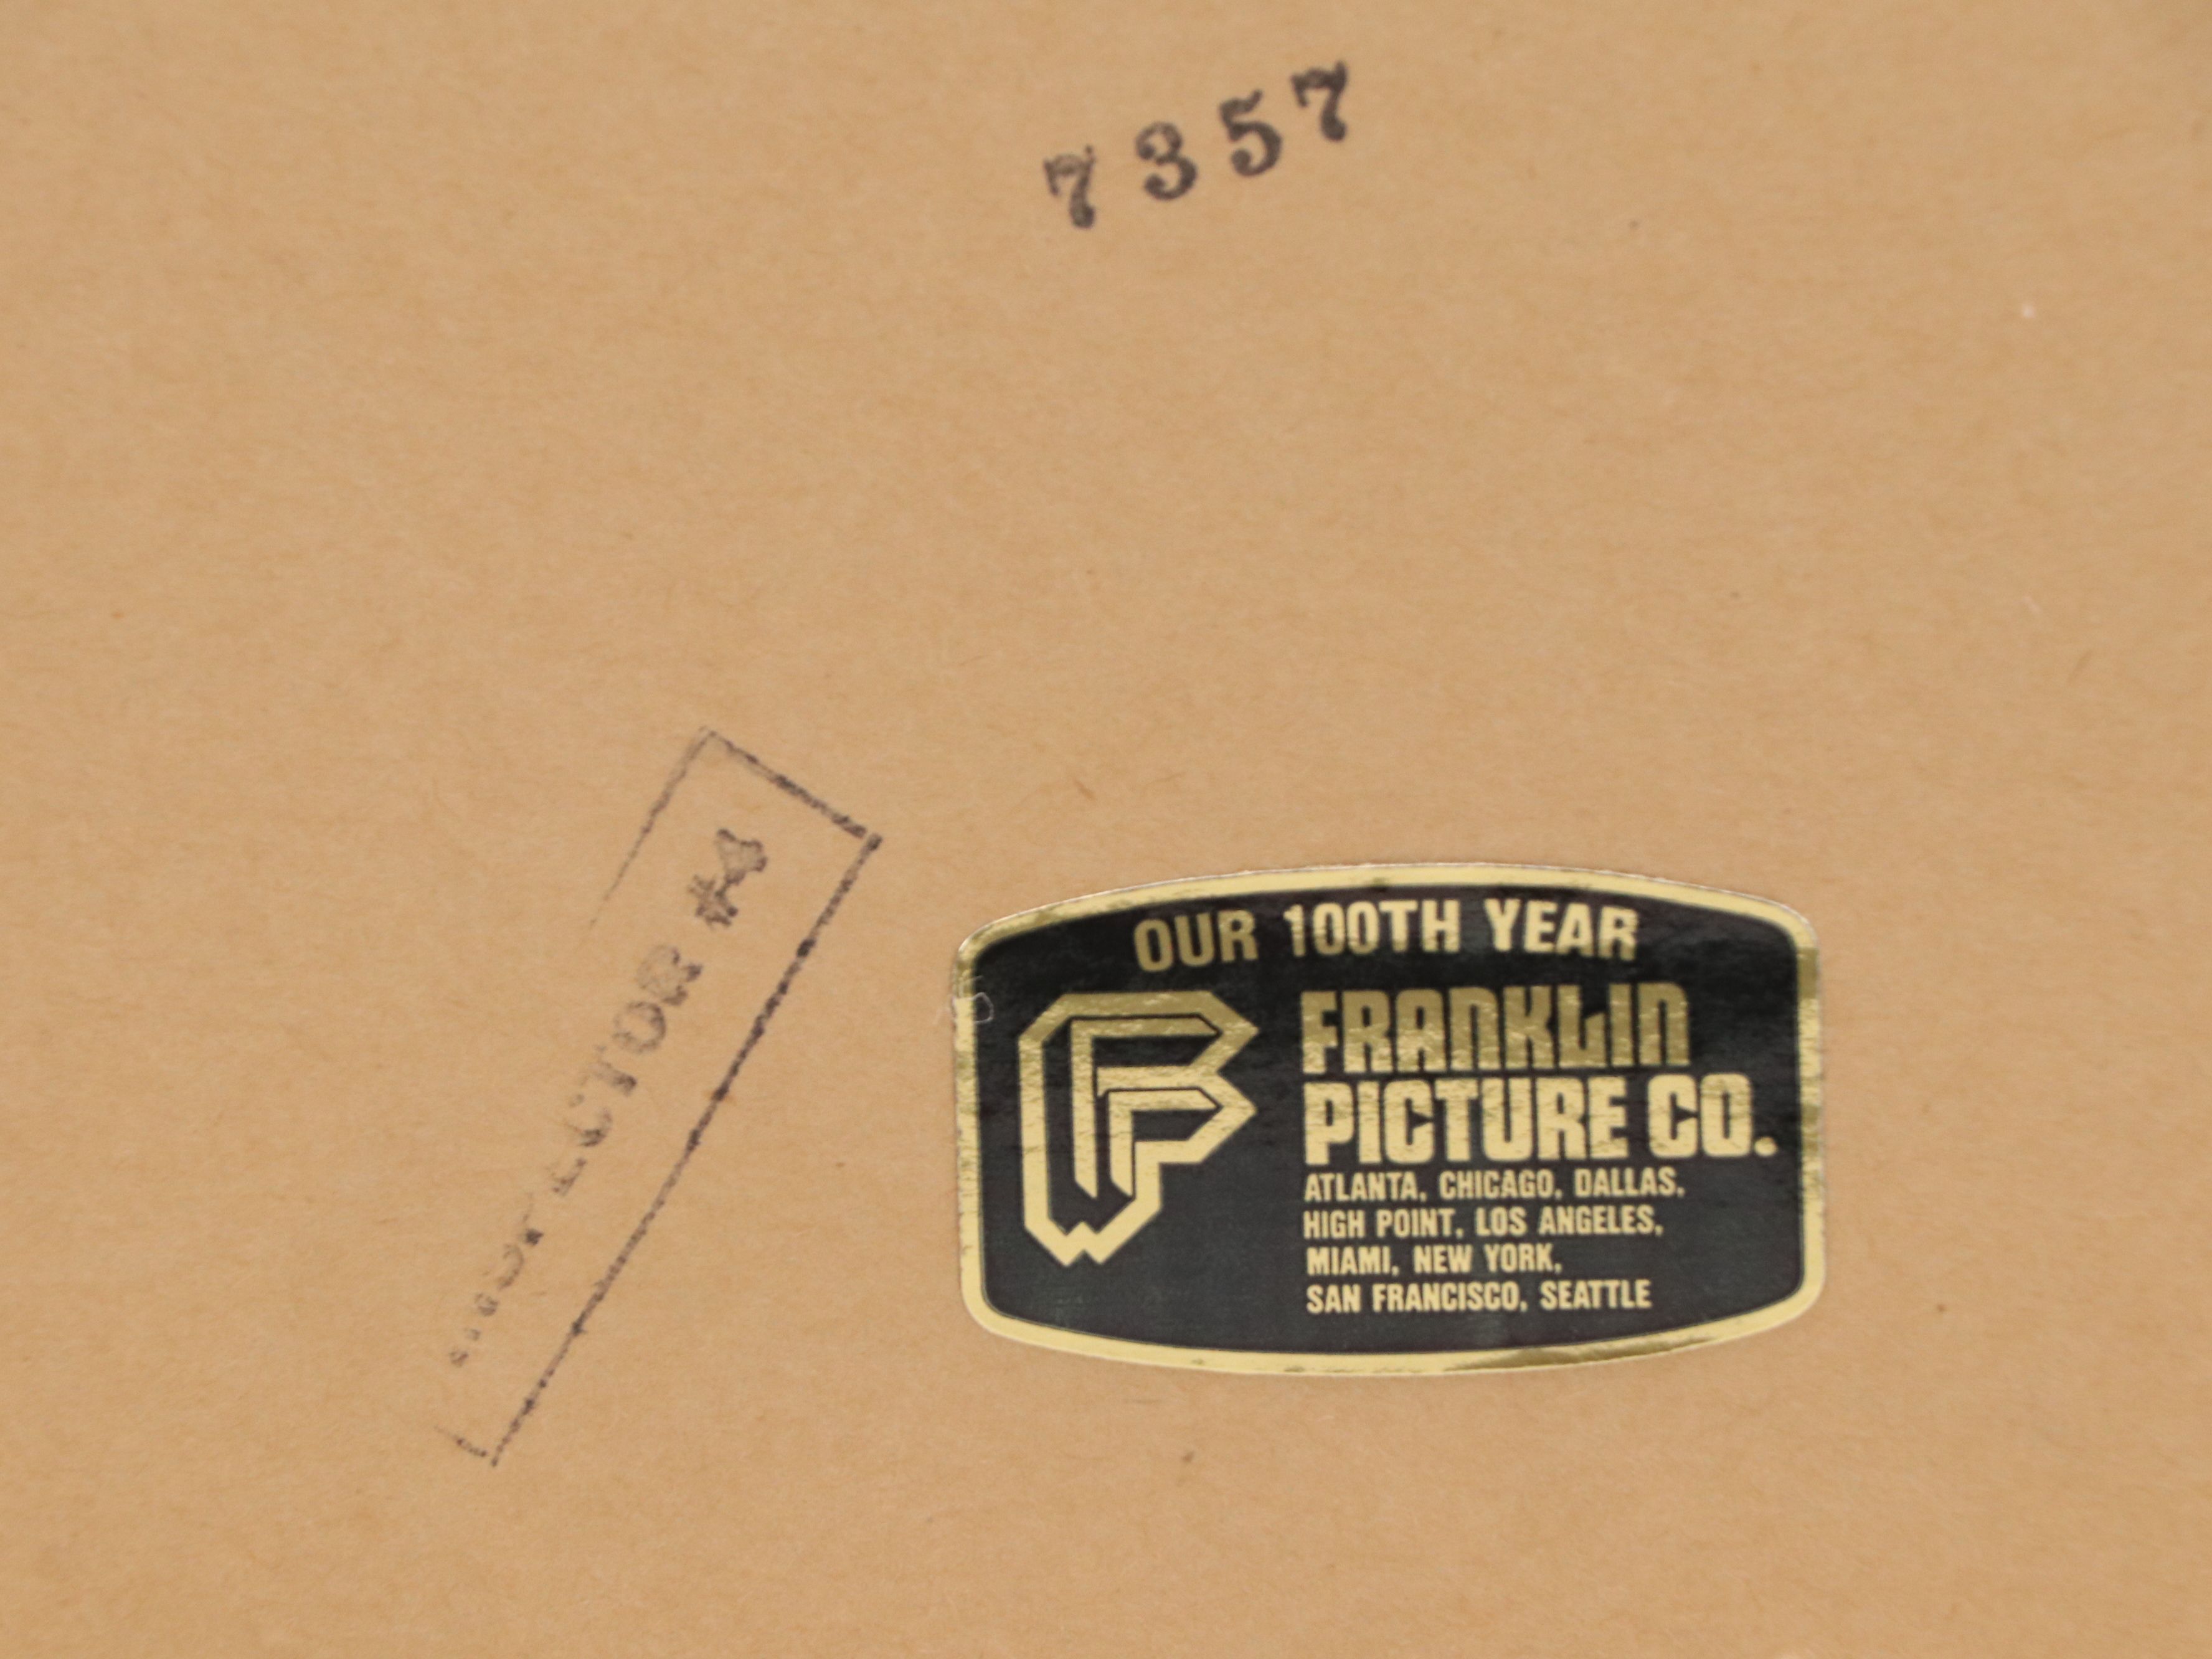 7357
INSPECTOR #4
OUR 100TH YEAR
FRANKLIN
PICTURE CO.
ATLANTA, CHICAGO, DALLAS,
HIGH POINT, LOS ANGELES,
MIAMI, NEW YORK,
SAN FRANCISCO, SEATTLE